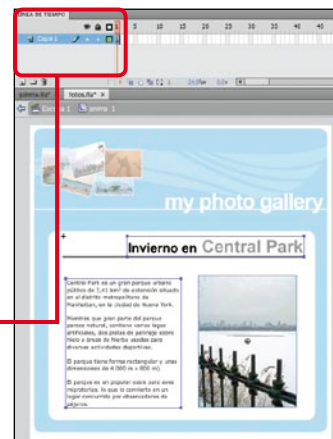 LÍNEA DE TIEMPO
5 10 15 20 25 30 35 40 45
Capa 1
1
fotos.fla* ×
Escena 1 anima 1
my photo gallery
Invierno en Central Park
Central Park es un gran parque urbano
público de 3,41 km² de extensión situado
en el distrito metropolitano de
Manhattan, en la ciudad de Nueva York.
Mientras que gran parte del parque
parece natural, contiene varios lagos
artificiales, dos pistas de patinaje sobre
hielo y áreas de hierba usadas para
diversas actividades deportivas.
El parque tiene forma rectangular y unas
dimensiones de 4 000 m x 800 m)
El parque es un popular oasis para aves
migratorias, lo que lo convierte en un
lugar concurrido por observadores de
pájaros.